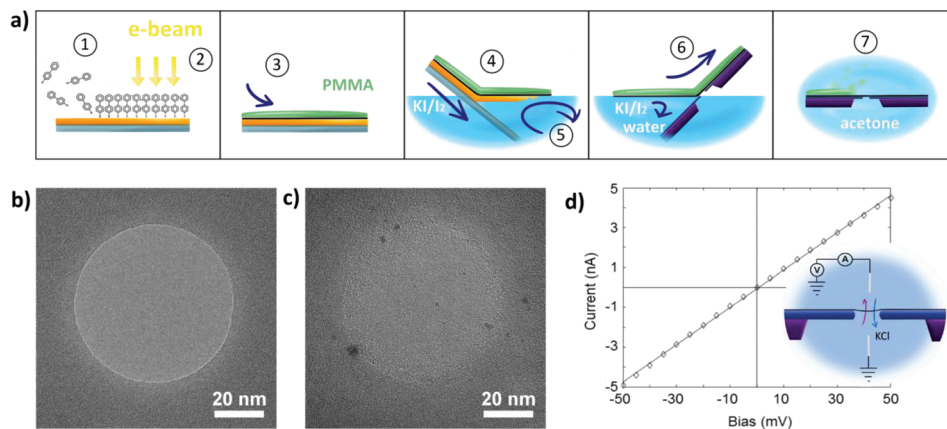 a)
1
e-beam
2
3
PMMA
4
KI/I₂
5
6
KI/I₂
water
7
acetone
b)
20 nm
c)
20 nm
d)
Current (nA)
5
3
1
-1
-3
-5
-50
-30
-10
10
30
50
Bias (mV)
V
A
KCl